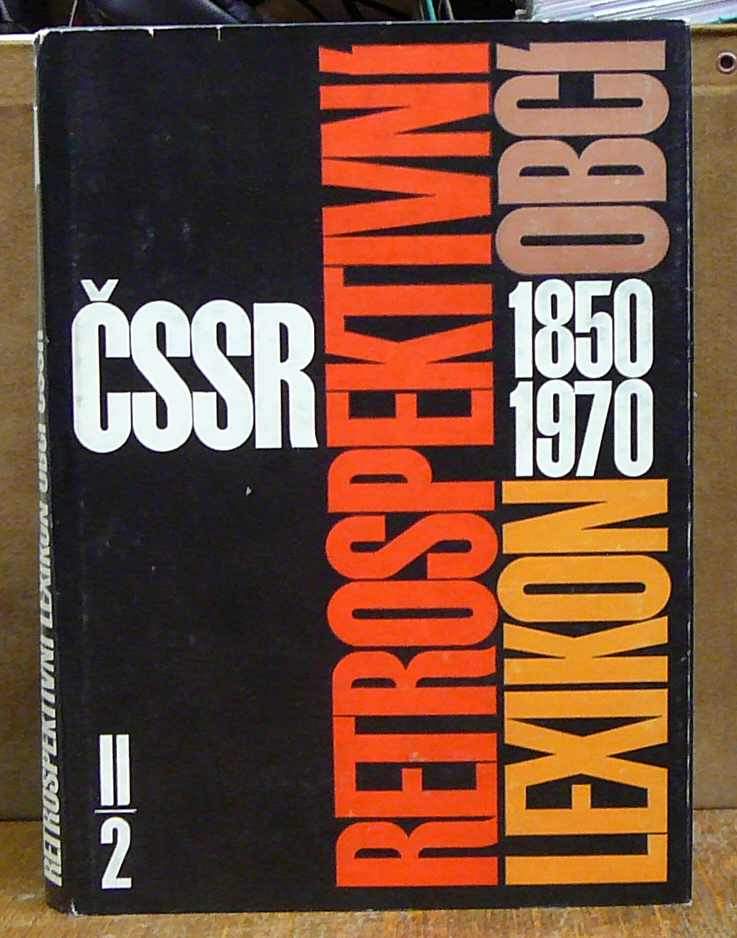 RETROSPEKTIVNÍ LEXIKON OBCÍ ČSSR
ČSSR
RETROSPEKTIVNÍ
LEXIKON
1850
1970
OBCÍ
II
2